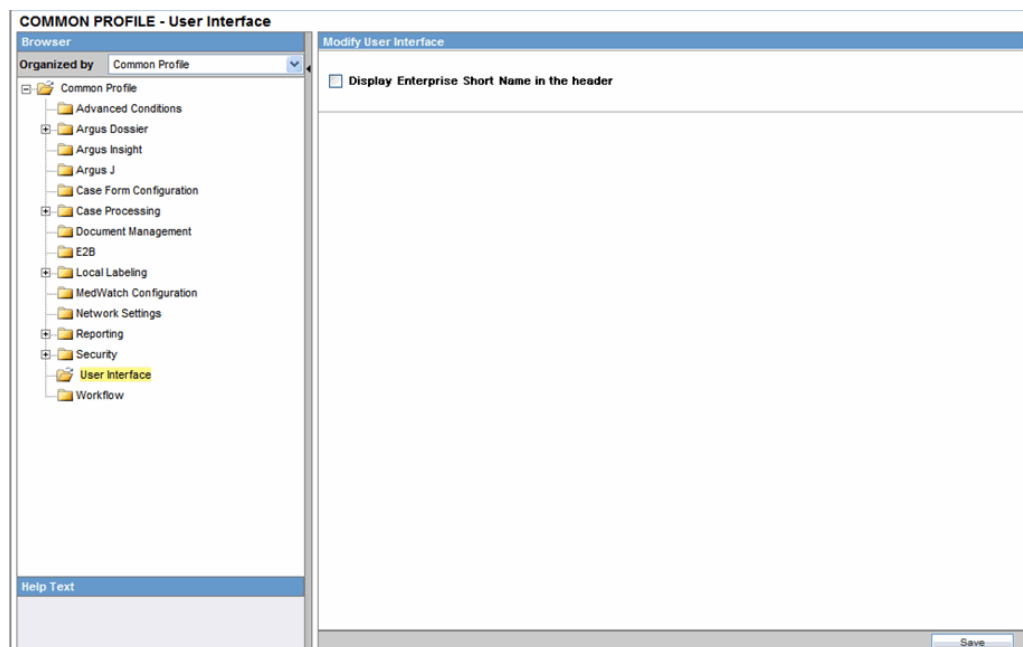 COMMON PROFILE - User Interface
Browser
Organized by Common Profile
Common Profile
Advanced Conditions
Argus Dossier
Argus Insight
Argus J
Case Form Configuration
Case Processing
Document Management
E2B
Local Labeling
MedWatch Configuration
Network Settings
Reporting
Security
User Interface
Workflow
Help Text
Modify User Interface
Display Enterprise Short Name in the header
Save